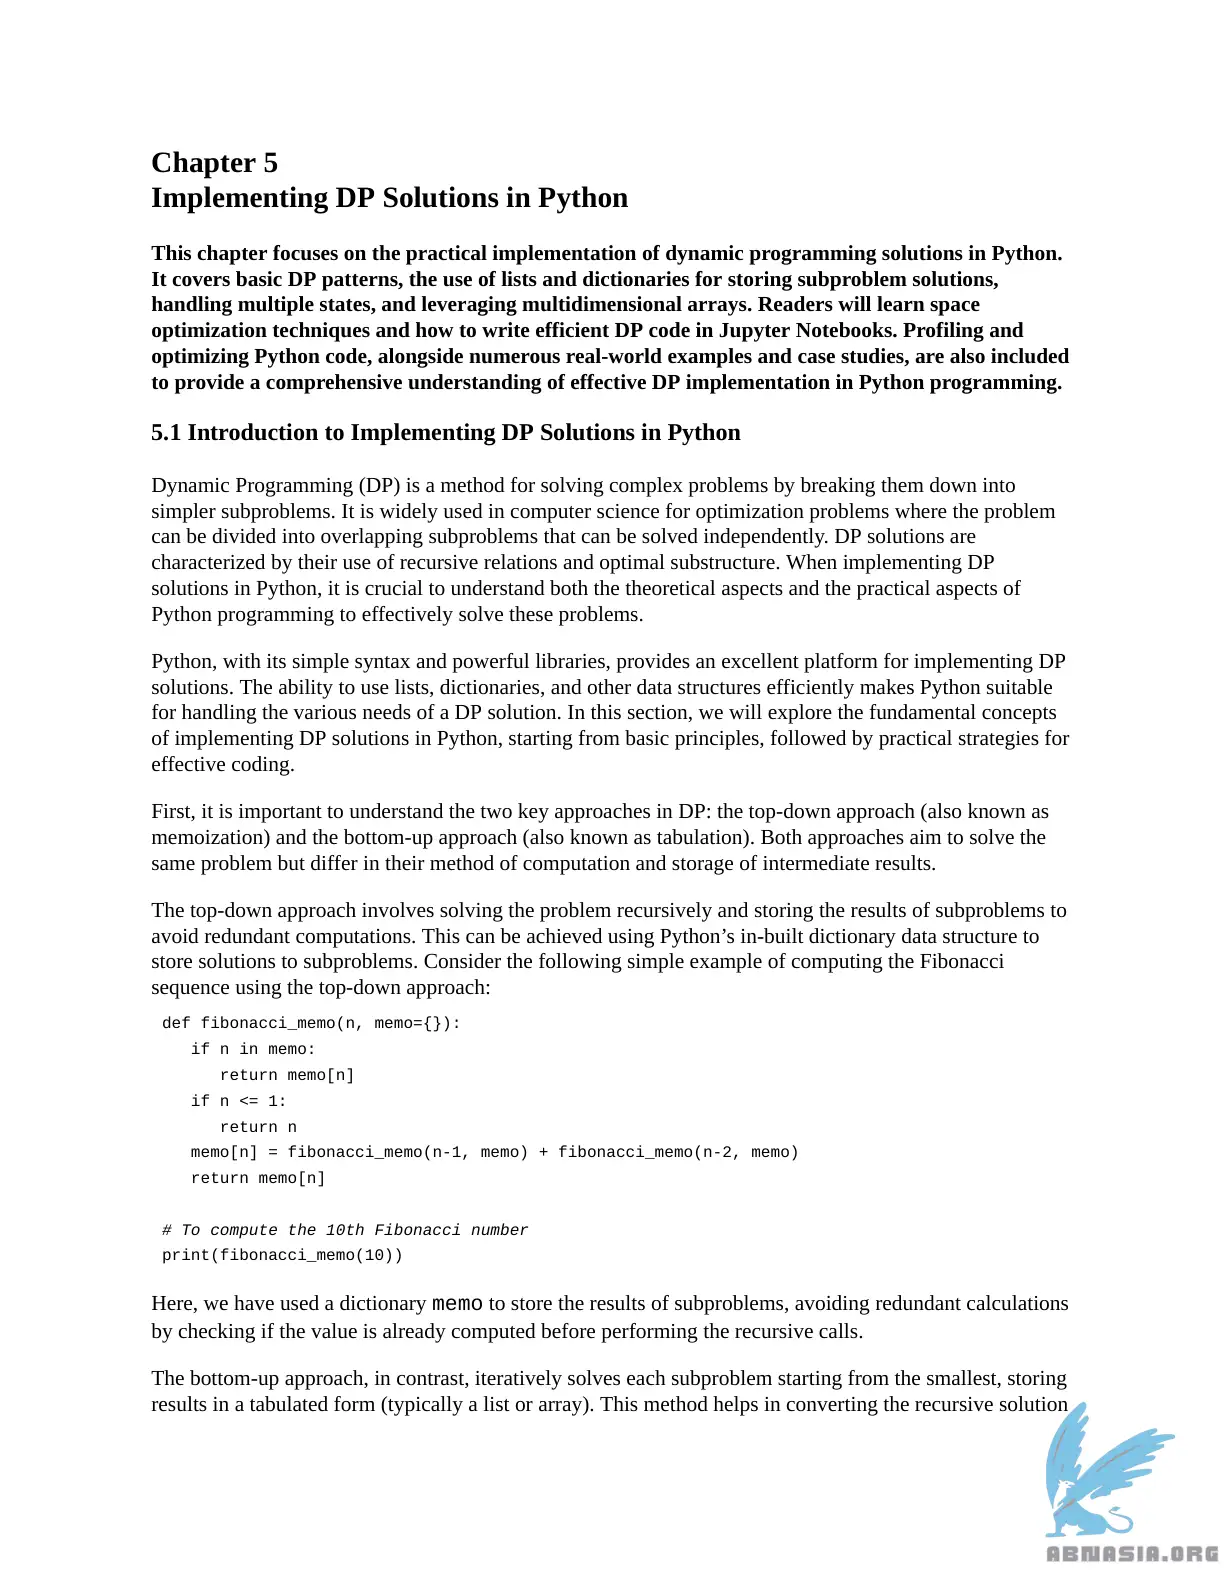 Chapter 5
Implementing DP Solutions in Python
This chapter focuses on the practical implementation of dynamic programming solutions in Python.
It covers basic DP patterns, the use of lists and dictionaries for storing subproblem solutions,
handling multiple states, and leveraging multidimensional arrays. Readers will learn space
optimization techniques and how to write efficient DP code in Jupyter Notebooks. Profiling and
optimizing Python code, alongside numerous real-world examples and case studies, are also included
to provide a comprehensive understanding of effective DP implementation in Python programming.
5.1 Introduction to Implementing DP Solutions in Python
Dynamic Programming (DP) is a method for solving complex problems by breaking them down into
simpler subproblems. It is widely used in computer science for optimization problems where the problem
can be divided into overlapping subproblems that can be solved independently. DP solutions are
characterized by their use of recursive relations and optimal substructure. When implementing DP
solutions in Python, it is crucial to understand both the theoretical aspects and the practical aspects of
Python programming to effectively solve these problems.
Python, with its simple syntax and powerful libraries, provides an excellent platform for implementing DP
solutions. The ability to use lists, dictionaries, and other data structures efficiently makes Python suitable
for handling the various needs of a DP solution. In this section, we will explore the fundamental concepts
of implementing DP solutions in Python, starting from basic principles, followed by practical strategies for
effective coding.
First, it is important to understand the two key approaches in DP: the top-down approach (also known as
memoization) and the bottom-up approach (also known as tabulation). Both approaches aim to solve the
same problem but differ in their method of computation and storage of intermediate results.
The top-down approach involves solving the problem recursively and storing the results of subproblems to
avoid redundant computations. This can be achieved using Python’s in-built dictionary data structure to
store solutions to subproblems. Consider the following simple example of computing the Fibonacci
sequence using the top-down approach:
def fibonacci_memo(n, memo={}):
   if n in memo:
      return memo[n]
   if n <= 1:
      return n
   memo[n] = fibonacci_memo(n-1, memo) + fibonacci_memo(n-2, memo)
   return memo[n]
# To compute the 10th Fibonacci number
print(fibonacci_memo(10))
Here, we have used a dictionary memo to store the results of subproblems, avoiding redundant calculations
by checking if the value is already computed before performing the recursive calls.
The bottom-up approach, in contrast, iteratively solves each subproblem starting from the smallest, storing
results in a tabulated form (typically a list or array). This method helps in converting the recursive solution
ABNASIA.ORG